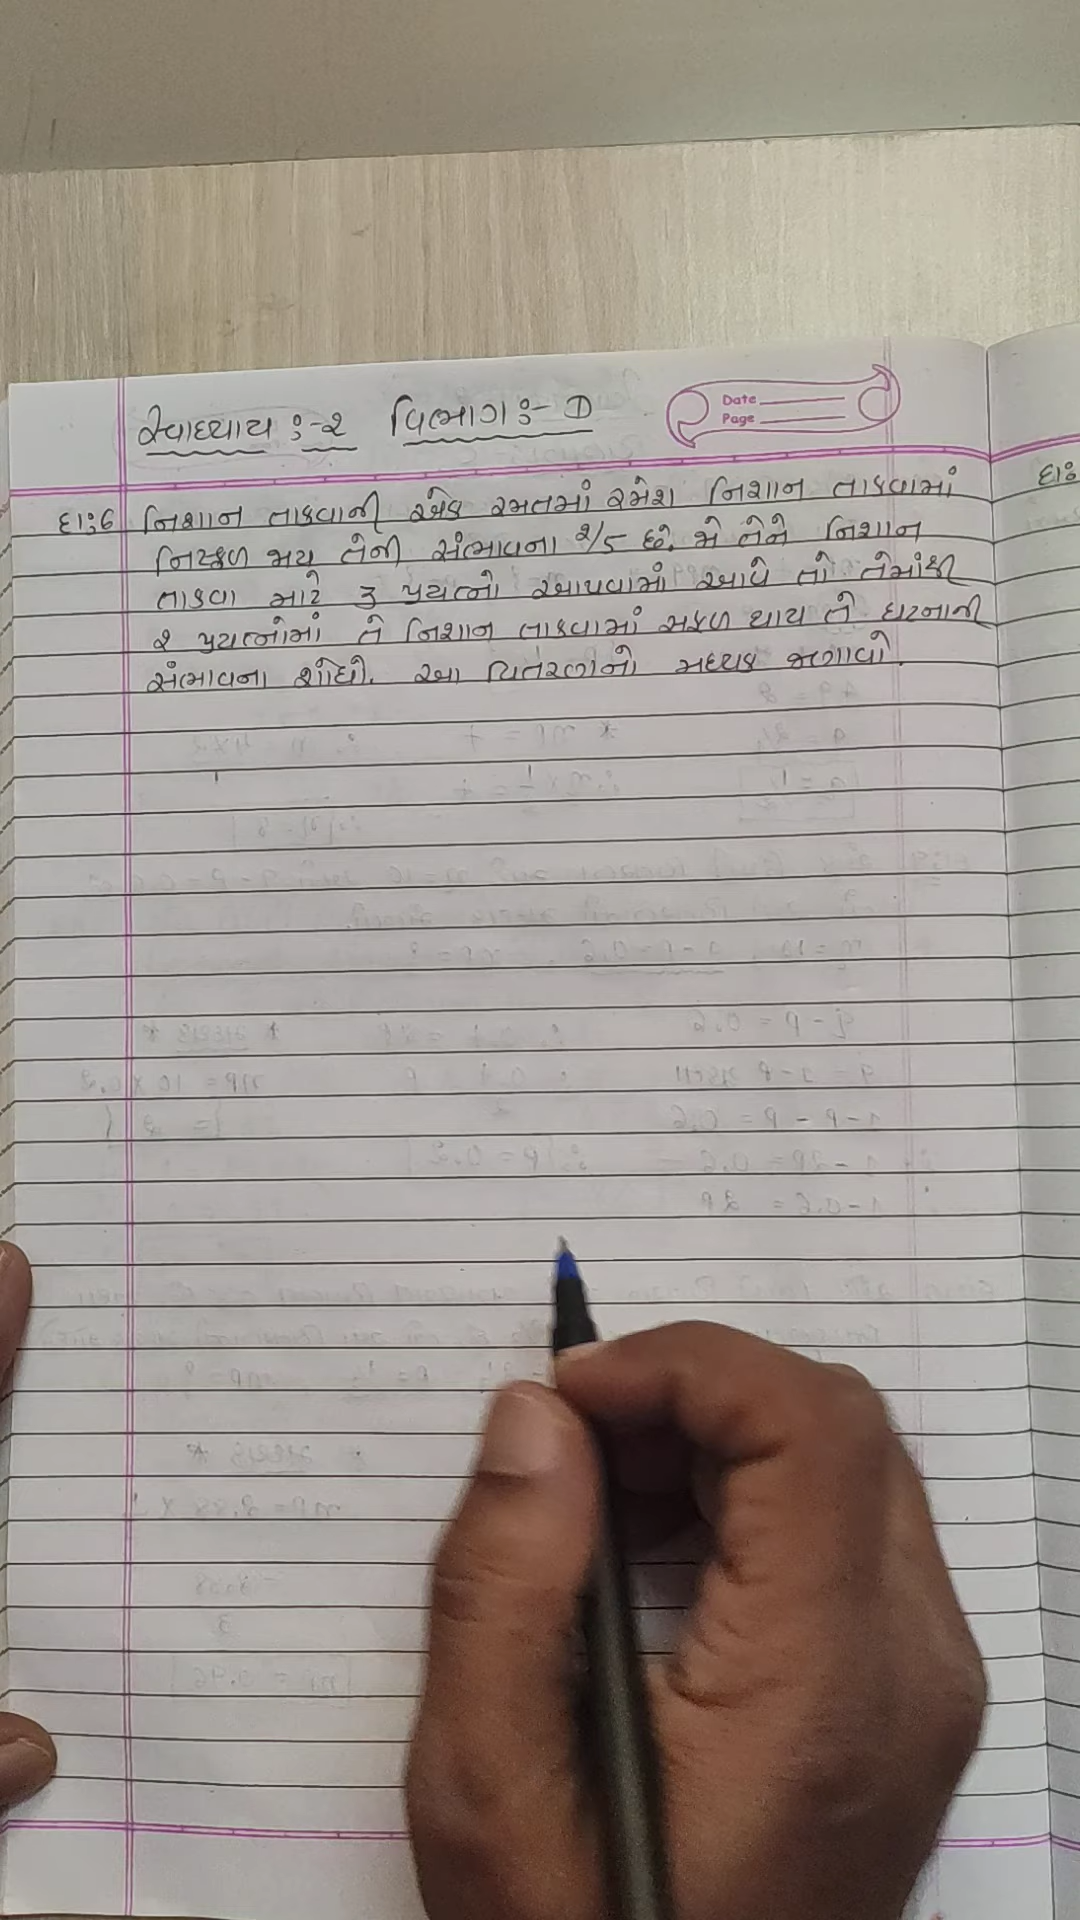 સ્વાધ્યાય :- ૨ વિભાગ :- D
Date
Page
દા:6 નિશાન તાકવાની એક રમતમાં રમેશ નિશાન તાકવામાં
નિષ્ફળ જાય તેની સંભાવના ૨/5 છે. જો તેને નિશાન
તાકવા માટે 3 પ્રયત્નો આપવામાં આવે તો તેમાંથી
૨ પ્રયત્નોમાં તે નિશાન તાકવામાં સફળ થાય તે ઘટનાની
સંભાવના શોધો. આ વિતરણનો મધ્યક જણાવો.
દા: